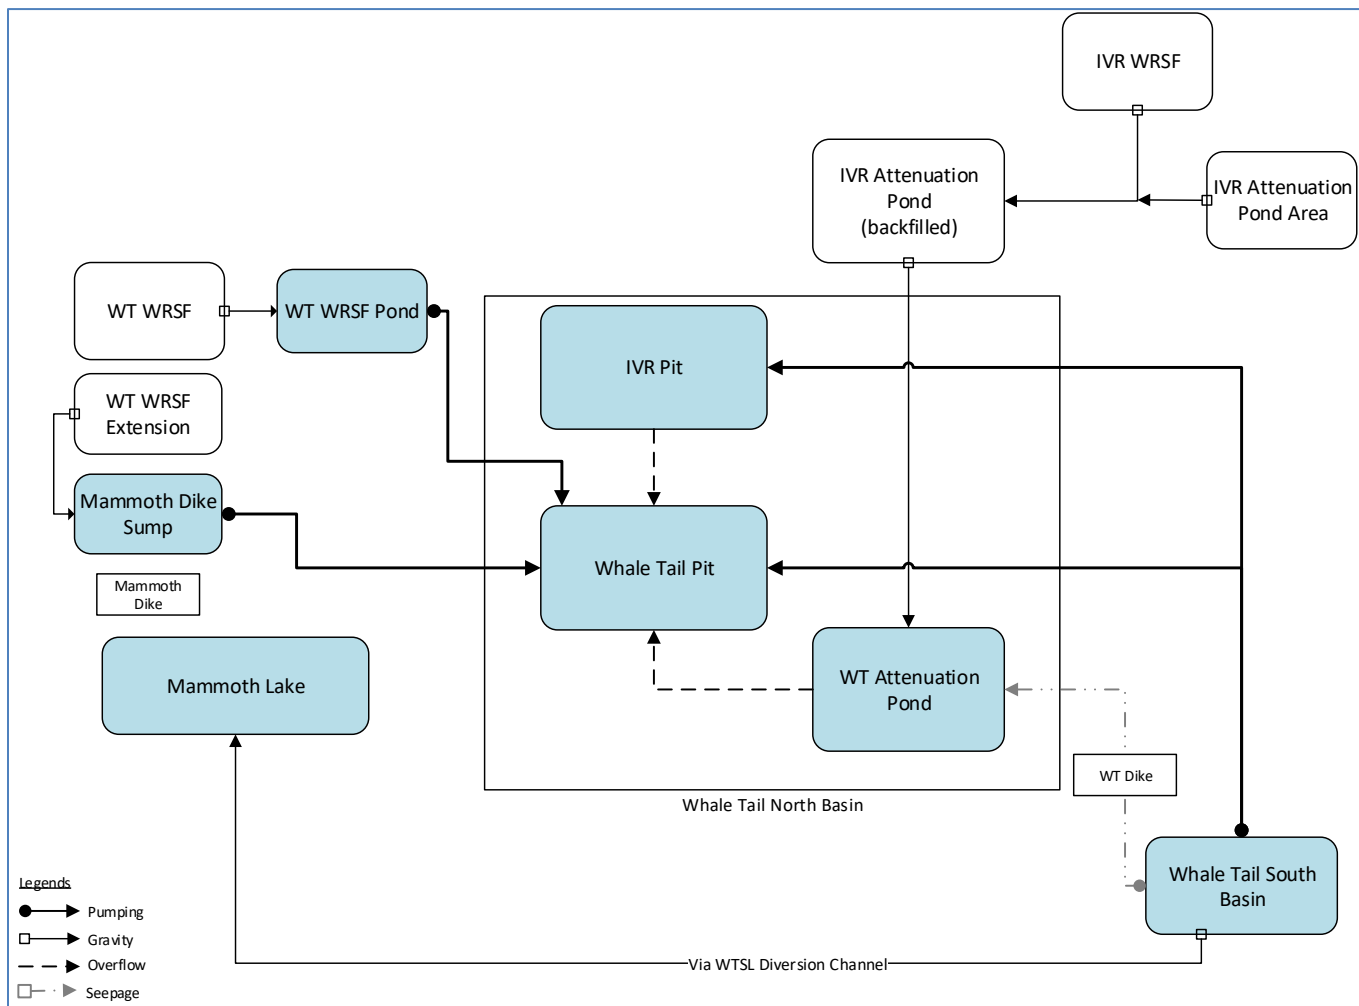 IVR WRSF
IVR Attenuation
Pond
(backfilled)
IVR Attenuation
Pond Area
WT WRSF
WT WRSF Pond
IVR Pit
WT WRSF
Extension
Mammoth Dike
Sump
Whale Tail Pit
Mammoth
Dike
Mammoth Lake
WT Attenuation
Pond
WT Dike
Whale Tail North Basin
Whale Tail South
Basin
Legends
Pumping
Gravity
Overflow
Seepage
Via WTSL Diversion Channel